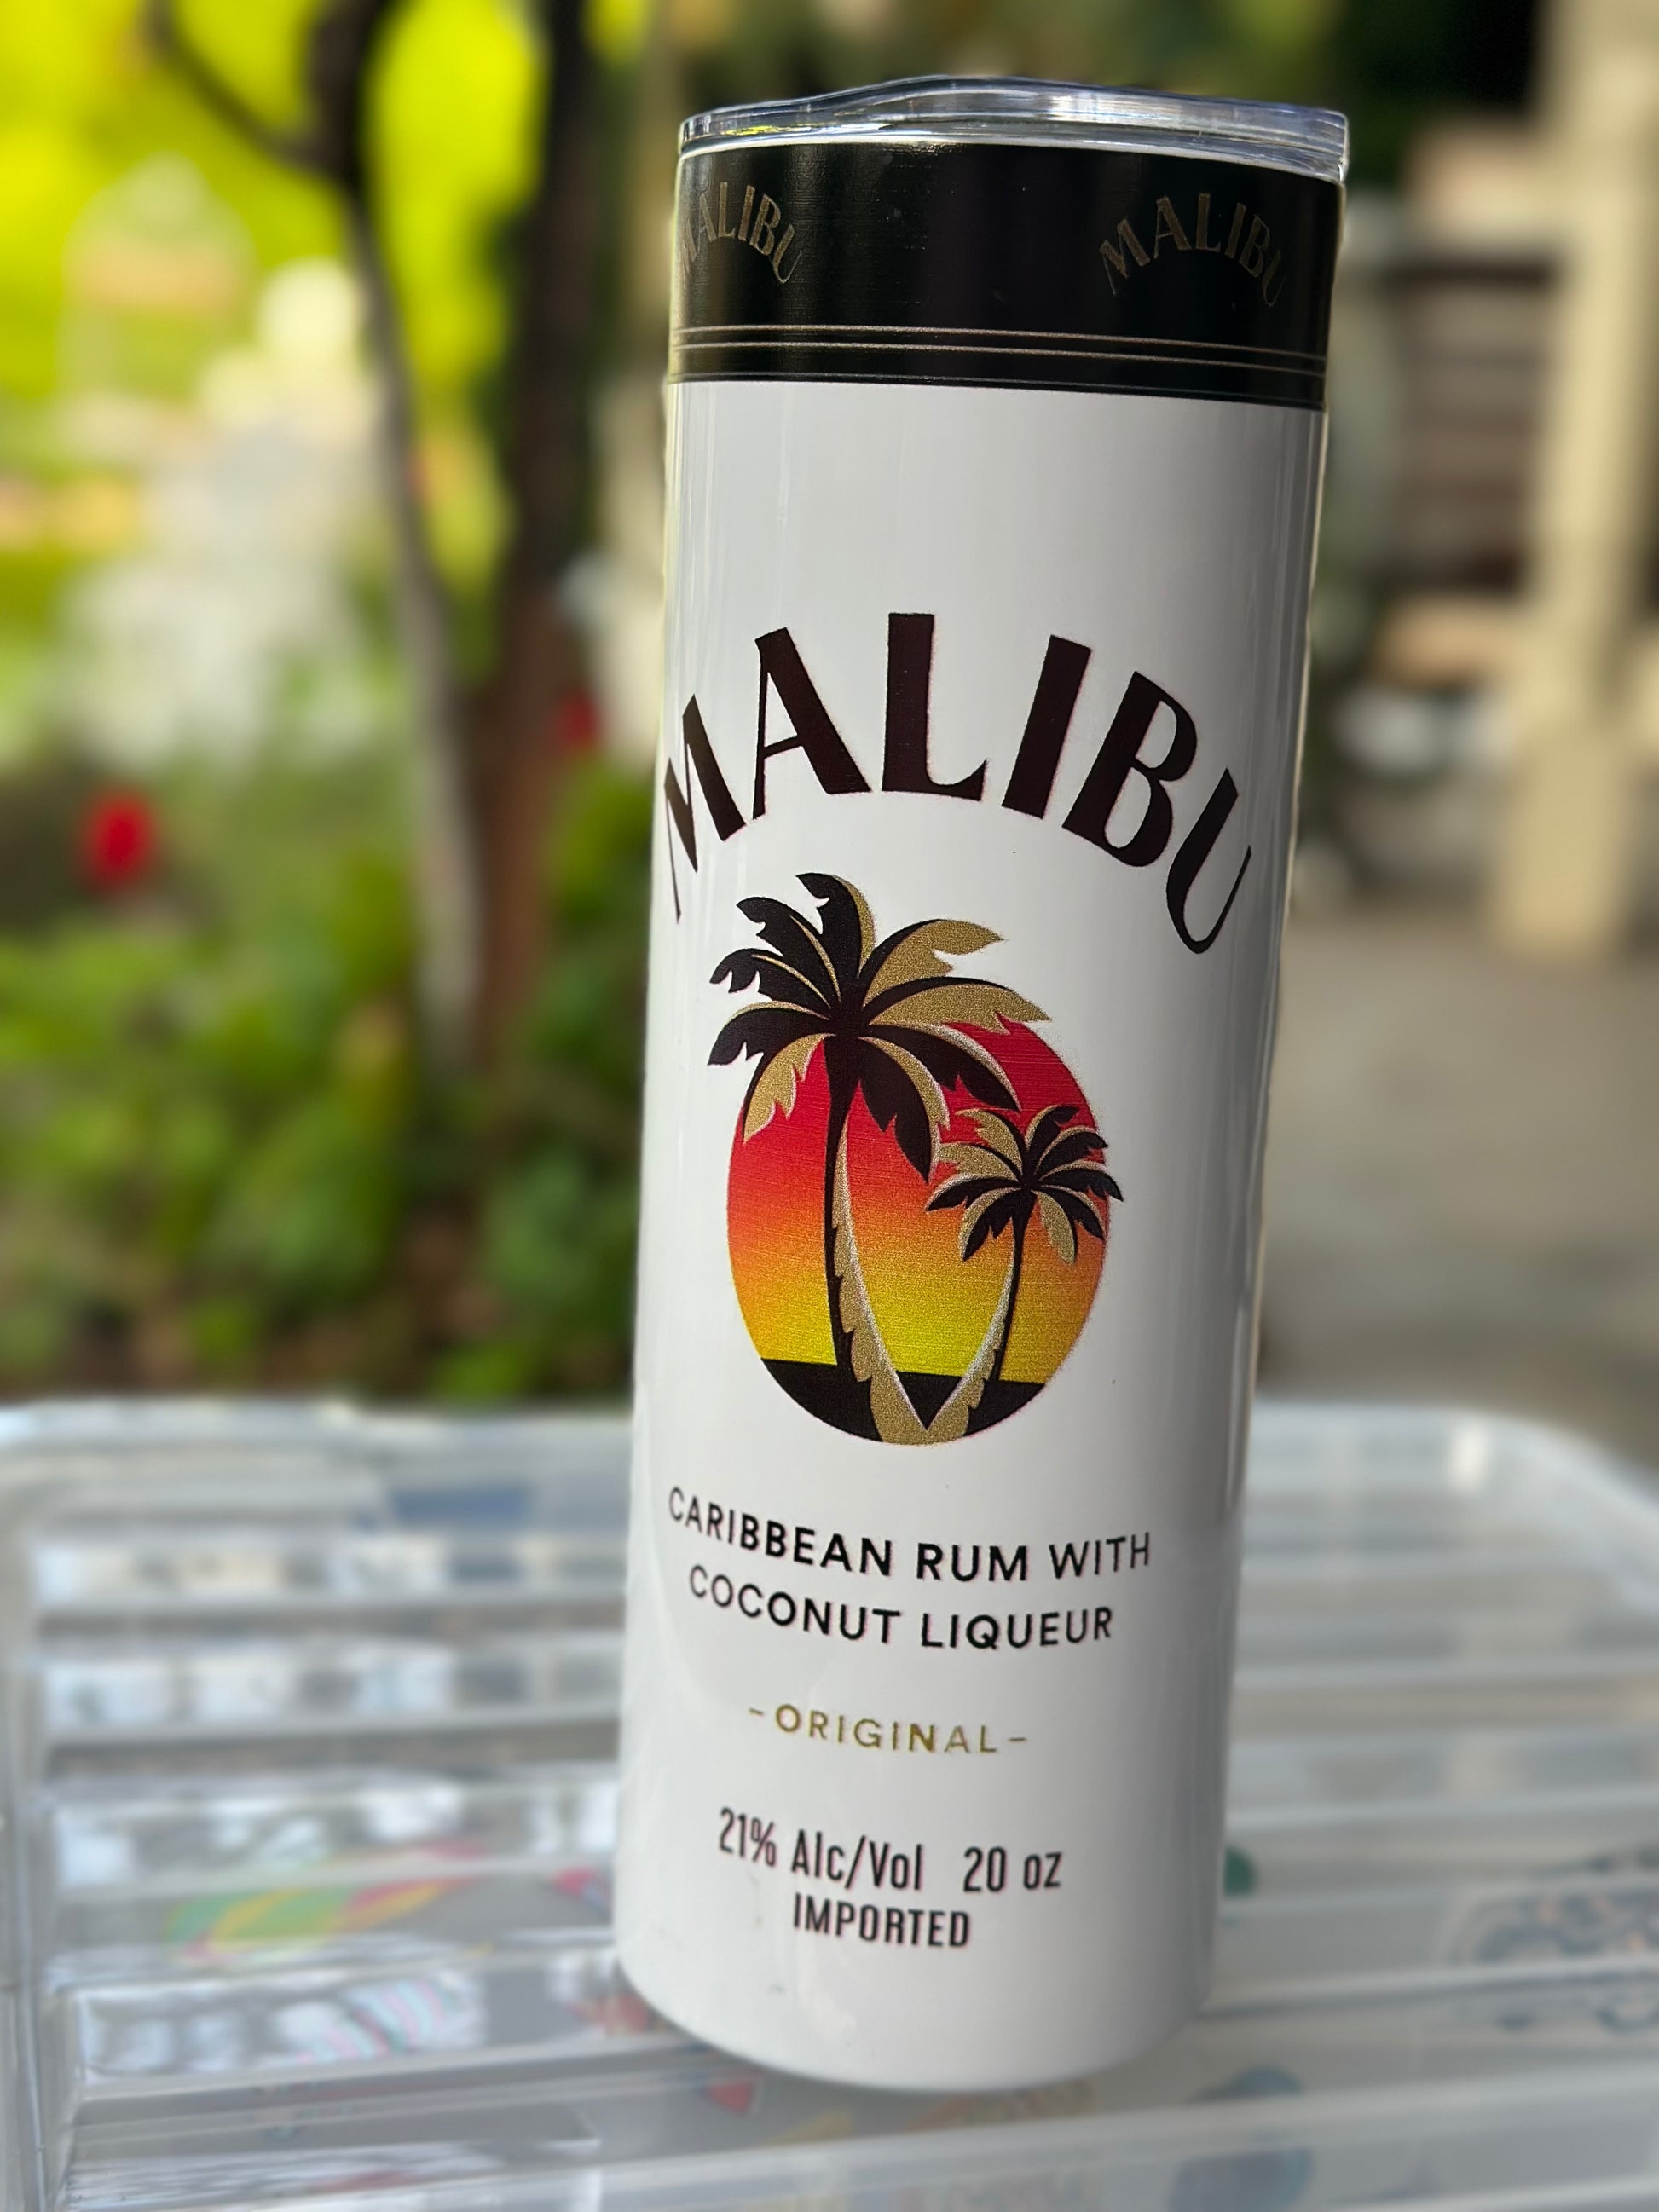 MALIBU MALIBU
MALIBU
CARIBBEAN RUM WITH
COCONUT LIQUEUR
-ORIGINAL-
21% Alc/Vol 20 oz
IMPORTED